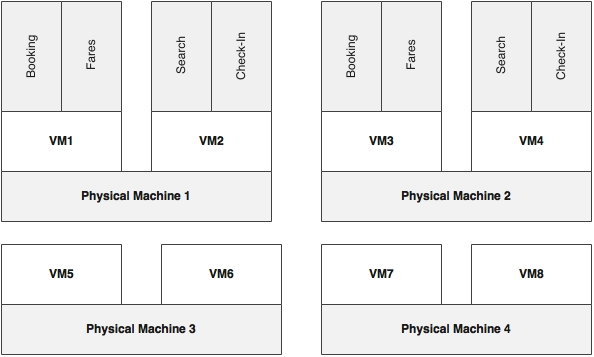 Booking
Fares
Search
Check-In
Booking
Fares
Search
Check-In
VM1
VM2
VM3
VM4
Physical Machine 1
Physical Machine 2
VM5
VM6
VM7
VM8
Physical Machine 3
Physical Machine 4